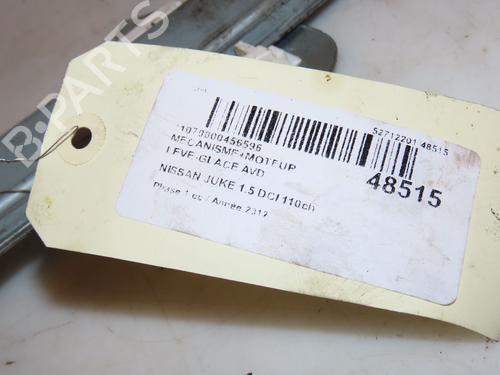 B-PARTS
1070000456596
52712201 48515
MECANISME+MOTEUR
LEVE-GLACE AVD
48515
NISSAN JUKE 1.5 DCI 110ch
Phase 1 cc / Année 2012